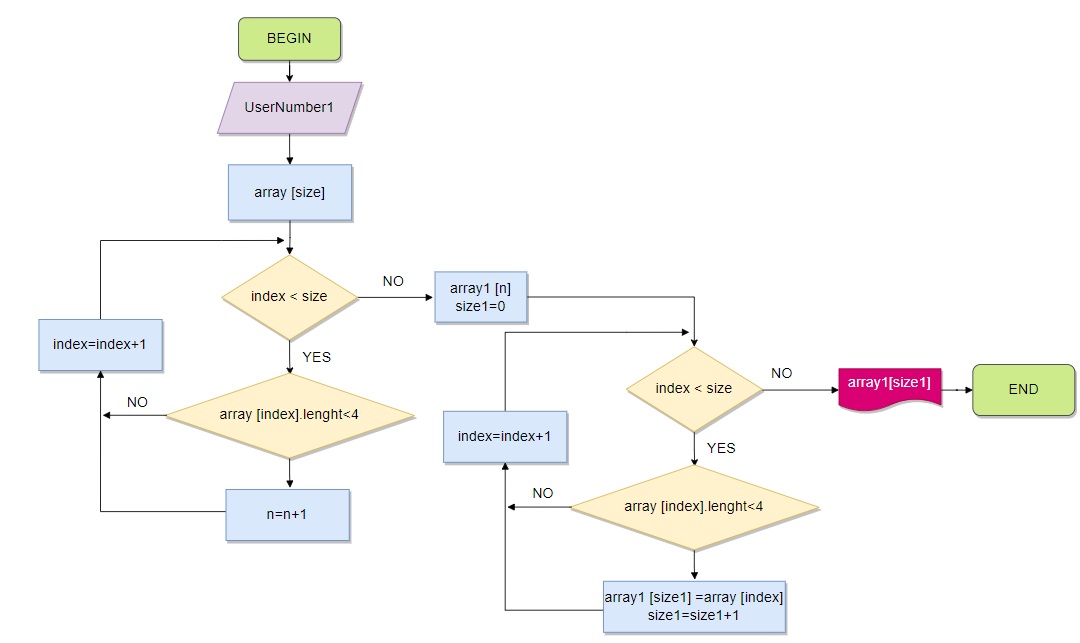 BEGIN
UserNumber1
array [size]
index < size
NO
array1 [n]
size1=0
index=index+1
YES
NO
array [index].lenght<4
n=n+1
index < size
NO
array1[size1]
END
index=index+1
YES
NO
array [index].lenght<4
array1 [size1] =array [index]
size1=size1+1